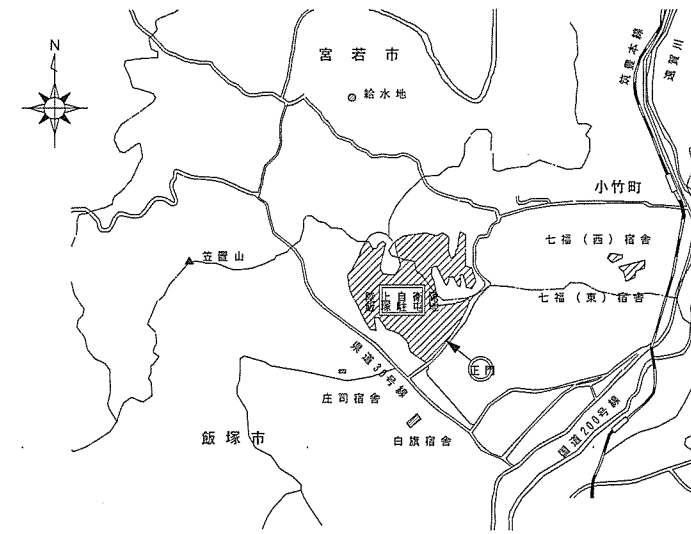 N
宮若市
給水地
筑豊本線
遠賀川
小竹町
七福(西)宿舎
笠置山
陸上自衛隊
飯塚駐屯地
七福(東)宿舎
正門
県道30号線
庄司宿舎
白旗宿舎
国道200号線
飯塚市